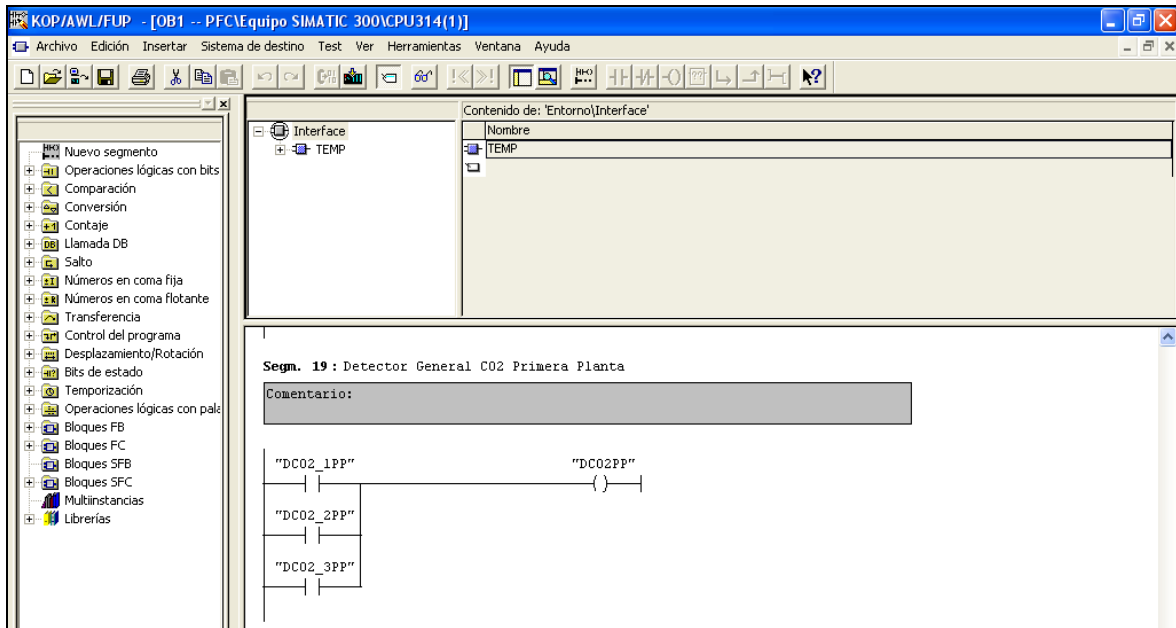 KOP/AWL/FUP - [OB1 -- PFC\Equipo SIMATIC 300\CPU314(1)]
Archivo Edición Insertar Sistema de destino Test Ver Herramientas Ventana Ayuda
Contenido de: 'Entorno\Interface'
Interface
Nombre
TEMP
TEMP
Nuevo segmento
Operaciones lógicas con bits
Comparación
Conversión
Contaje
Llamada DB
Salto
Números en coma fija
Números en coma flotante
Transferencia
Control del programa
Desplazamiento/Rotación
Bits de estado
Temporización
Operaciones lógicas con pala
Bloques FB
Bloques FC
Bloques SFB
Bloques SFC
Multiinstancias
Librerías
Segm. 19 : Detector General CO2 Primera Planta
Comentario:
"DCO2_1PP" "DCO2PP"
"DCO2_2PP"
"DCO2_3PP"